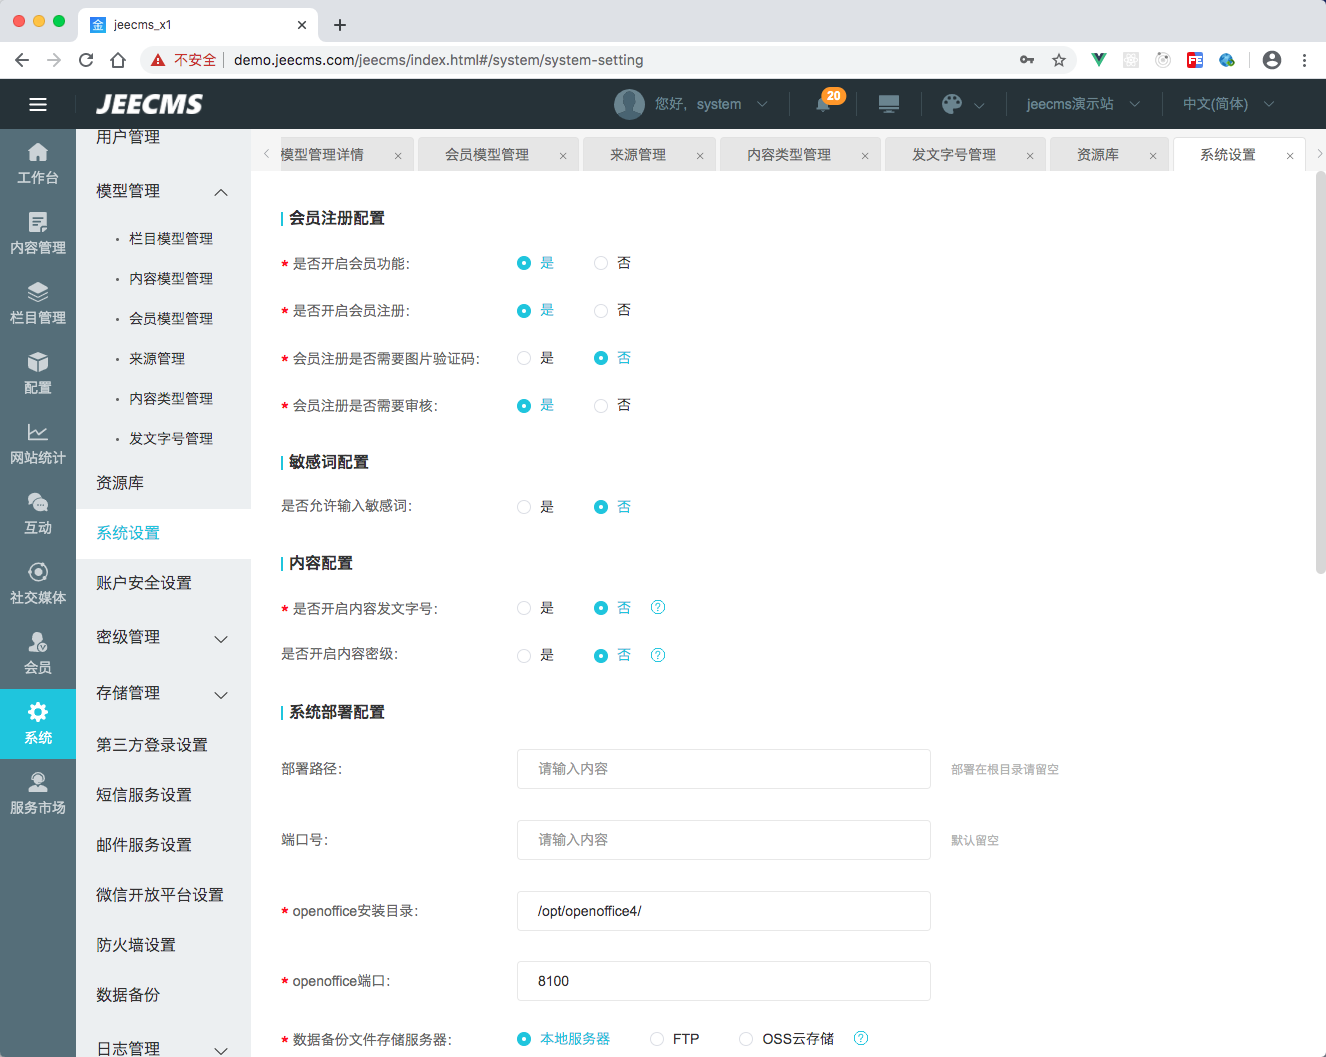 金 jeecms_x1
不安全 demo.jeecms.com/jeecms/index.html#/system/system-setting FE
JEECMS 您好，system 20 jeecms演示站 中文(简体)
工作台
内容管理
栏目管理
配置
网站统计
互动
社交媒体
会员
系统
服务市场
用户管理
模型管理
栏目模型管理
内容模型管理
会员模型管理
来源管理
内容类型管理
发文字号管理
资源库
系统设置
账户安全设置
密级管理
存储管理
第三方登录设置
短信服务设置
邮件服务设置
微信开放平台设置
防火墙设置
数据备份
日志管理
模型管理详情 会员模型管理 来源管理 内容类型管理 发文字号管理 资源库 系统设置
会员注册配置
* 是否开启会员功能: 是 否
* 是否开启会员注册: 是 否
* 会员注册是否需要图片验证码: 是 否
* 会员注册是否需要审核: 是 否
敏感词配置
是否允许输入敏感词: 是 否
内容配置
* 是否开启内容发文字号: 是 否 ?
是否开启内容密级: 是 否 ?
系统部署配置
部署路径: 请输入内容 部署在根目录请留空
端口号: 请输入内容 默认留空
* openoffice安装目录: /opt/openoffice4/
* openoffice端口: 8100
* 数据备份文件存储服务器: 本地服务器 FTP OSS云存储 ?